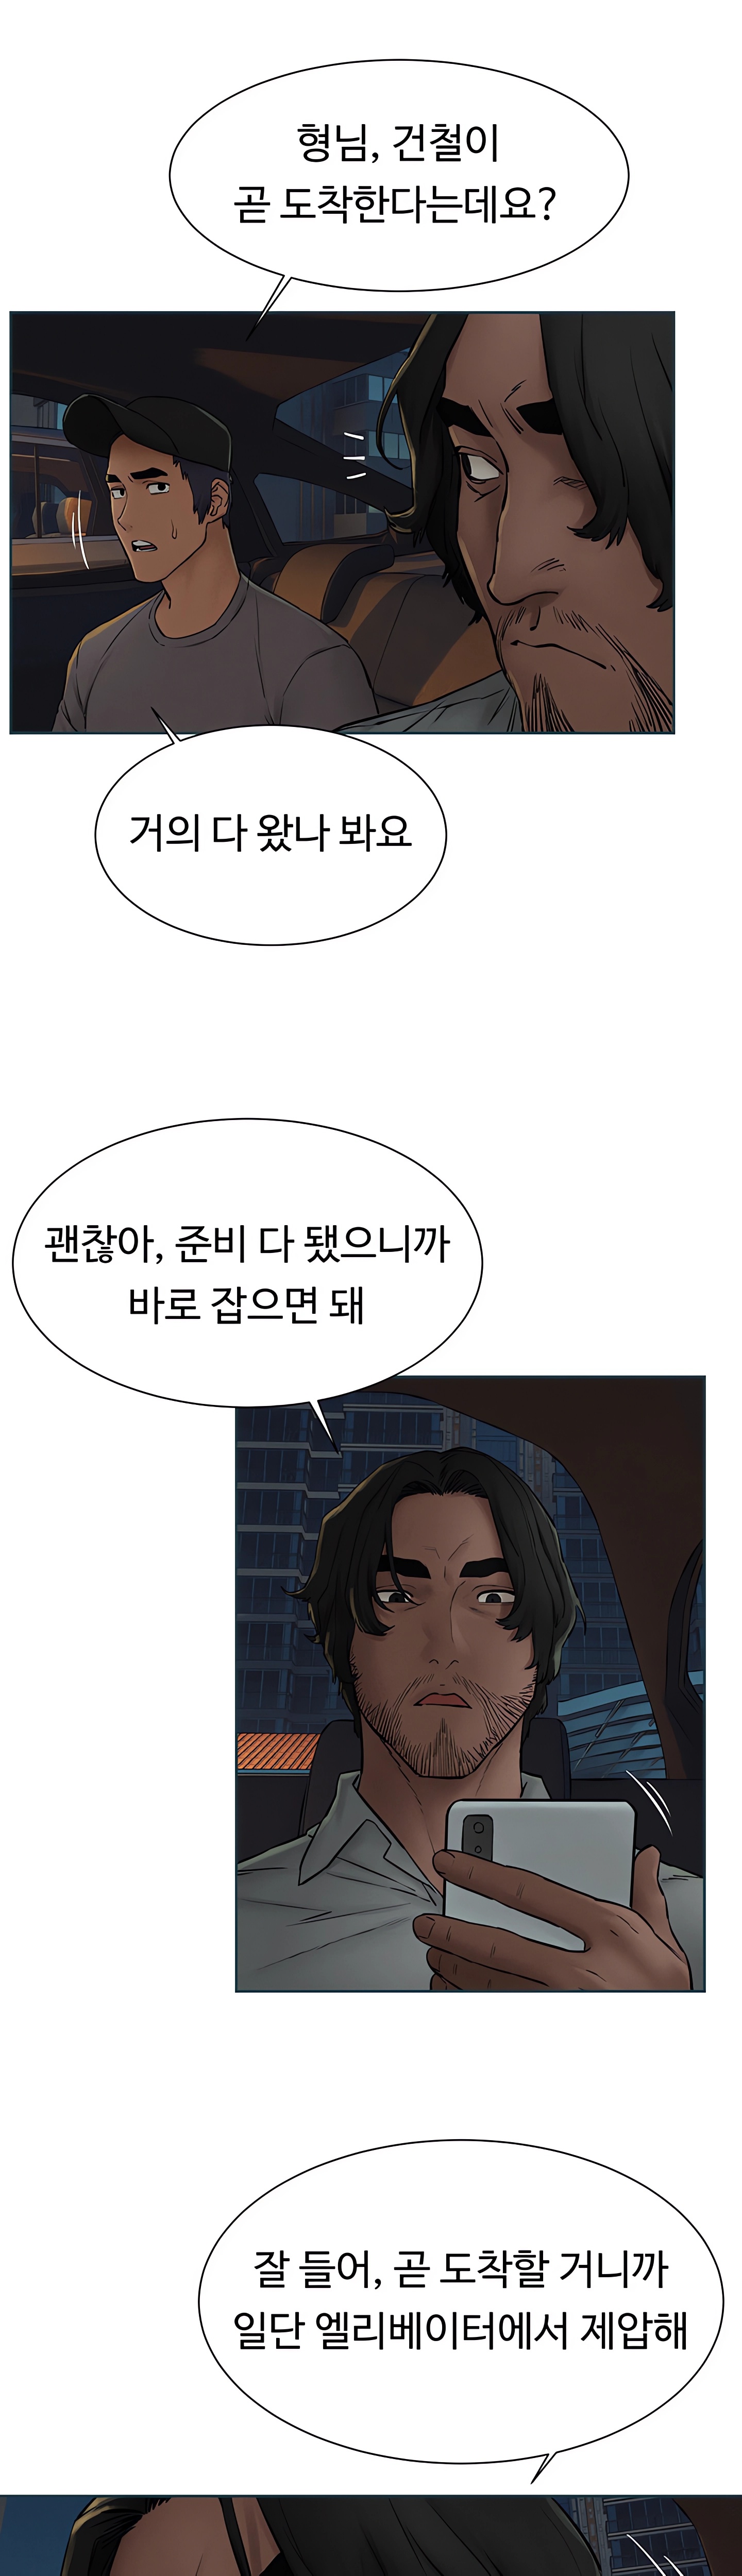 형님, 건철이
곧 도착한다는데요?
거의 다 왔나 봐요
괜찮아, 준비 다 됐으니까
바로 잡으면 돼
잘 들어, 곧 도착할 거니까
일단 엘리베이터에서 제압해